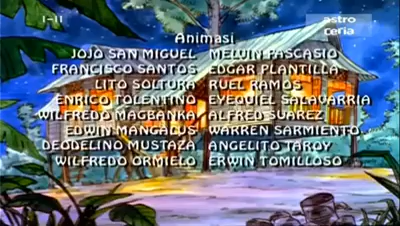 1-11
astro
ceria
Animasi
JOJO SAN MIGUEL MELVIN PASCASIO
FRANCISCO SANTOS EDGAR PLANTILLA
LITO SOLTURA RUEL RAMOS
ENRICO TOLENTINO EYEQUIEL SALAVARRIA
WILFREDO MAGBANKA ALFRED SUAREZ
EDWIN MANGALUS WARREN SARMIENTO
DEODELINO MUSTAZA ANGELITO TAROY
WILFREDO ORMIELO ERWIN TOMILLOSO